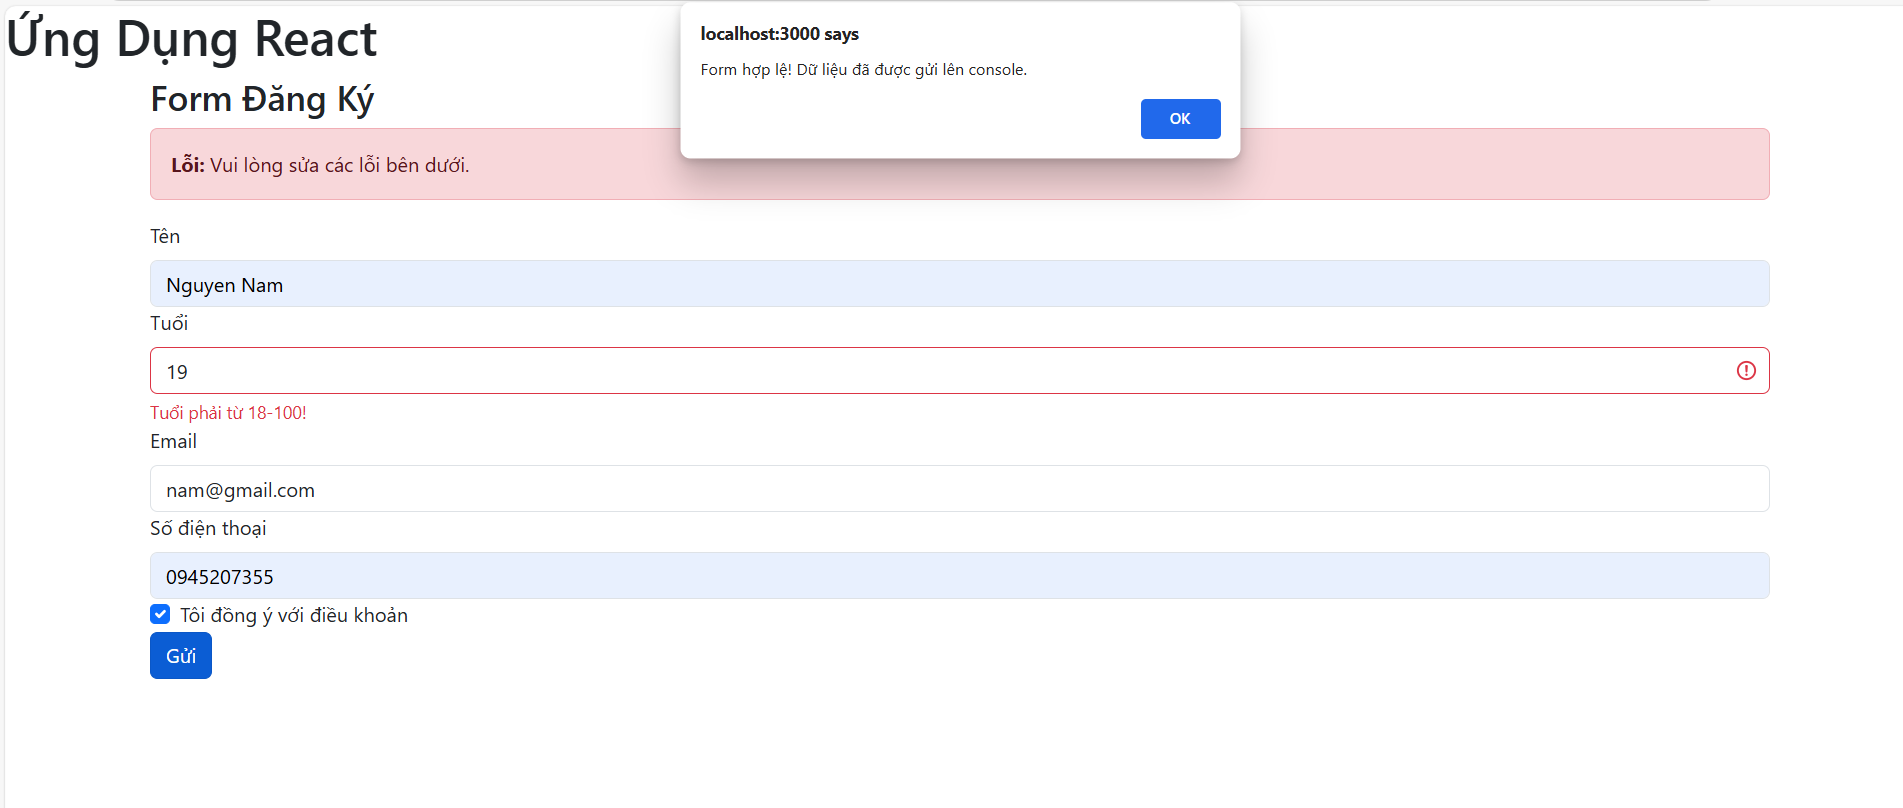 Ứng Dụng React
localhost:3000 says
Form hợp lệ! Dữ liệu đã được gửi lên console.
OK
Form Đăng Ký
Lỗi: Vui lòng sửa các lỗi bên dưới.
Tên
Nguyen Nam
Tuổi
19
Tuổi phải từ 18-100!
Email
nam@gmail.com
Số điện thoại
0945207355
Tôi đồng ý với điều khoản
Gửi